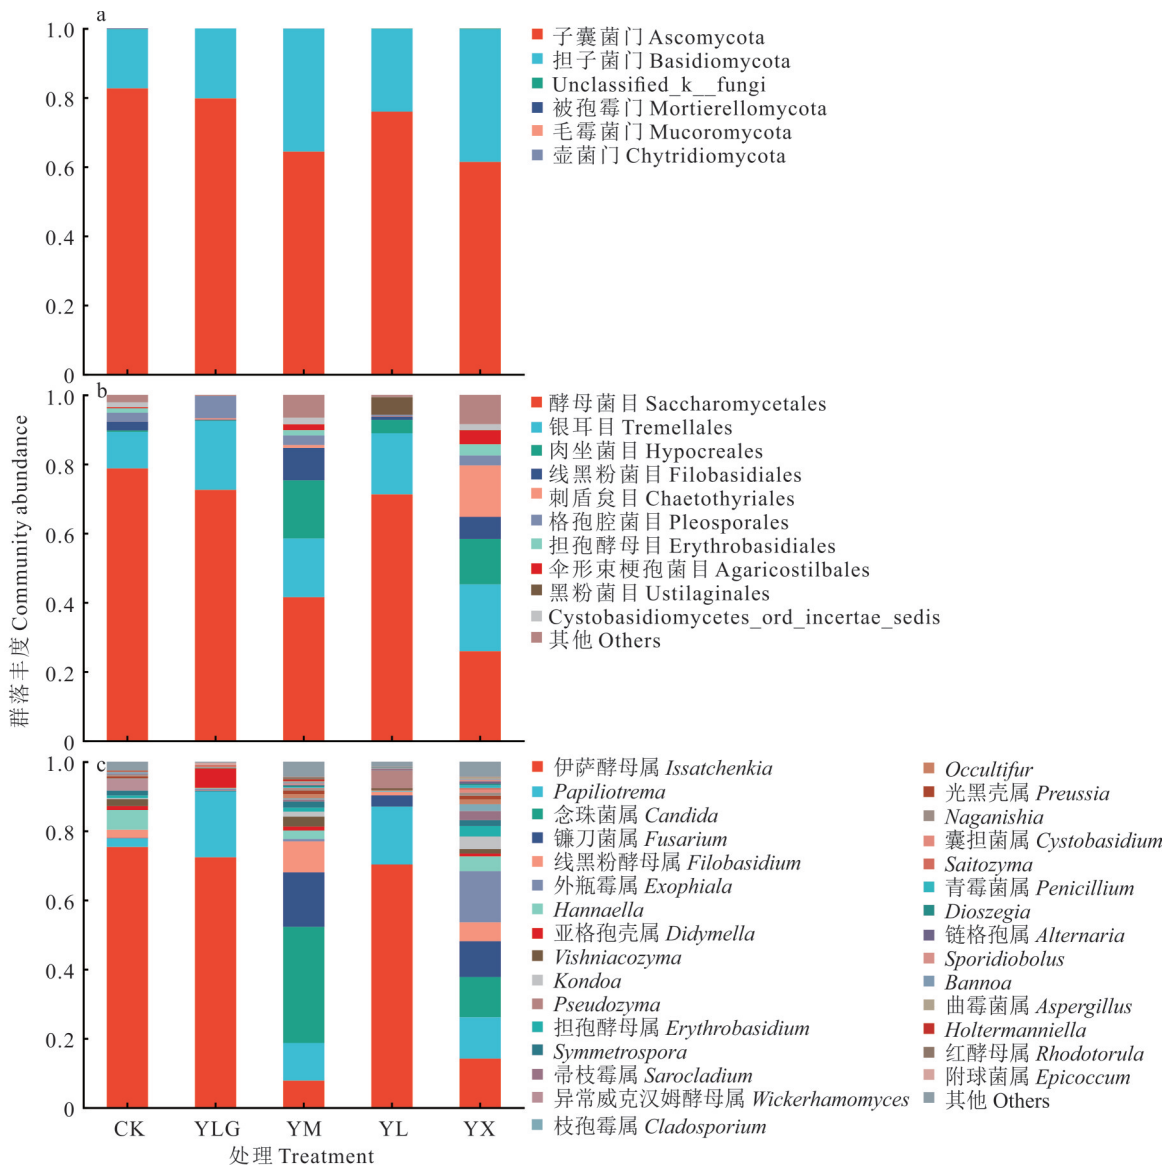 a
1.0
0.8
0.6
0.4
0.2
0
子囊菌门 Ascomycota
担子菌门 Basidiomycota
Unclassified_k__fungi
被孢霉门 Mortierellomycota
毛霉菌门 Mucoromycota
壶菌门 Chytridiomycota
群落丰度 Community abundance
b
1.0
0.8
0.6
0.4
0.2
0
酵母菌目 Saccharomycetales
银耳目 Tremellales
肉坐菌目 Hypocreales
线黑粉菌目 Filobasidiales
刺盾炱目 Chaetothyriales
格孢腔菌目 Pleosporales
担孢酵母目 Erythrobasidiales
伞形束梗孢菌目 Agaricostilbales
黑粉菌目 Ustilaginales
Cystobasidiomycetes_ord_incertae_sedis
其他 Others
c
1.0
0.8
0.6
0.4
0.2
0
CK YLG YM YL YX
处理 Treatment
伊萨酵母属 Issatchenkia
Papiliotrema
念珠菌属 Candida
镰刀菌属 Fusarium
线黑粉酵母属 Filobasidium
外瓶霉属 Exophiala
Hannaella
亚格孢壳属 Didymella
Vishniacozyma
Kondoa
Pseudozyma
担孢酵母属 Erythrobasidium
Symmetrospora
帚枝霉属 Sarocladium
异常威克汉姆酵母属 Wickerhamomyces
枝孢霉属 Cladosporium
Occultifur
光黑壳属 Preussia
Naganishia
囊担菌属 Cystobasidium
Saitozyma
青霉菌属 Penicillium
Dioszegia
链格孢属 Alternaria
Sporidiobolus
Bannoa
曲霉菌属 Aspergillus
Holtermanniella
红酵母属 Rhodotorula
附球菌属 Epicoccum
其他 Others